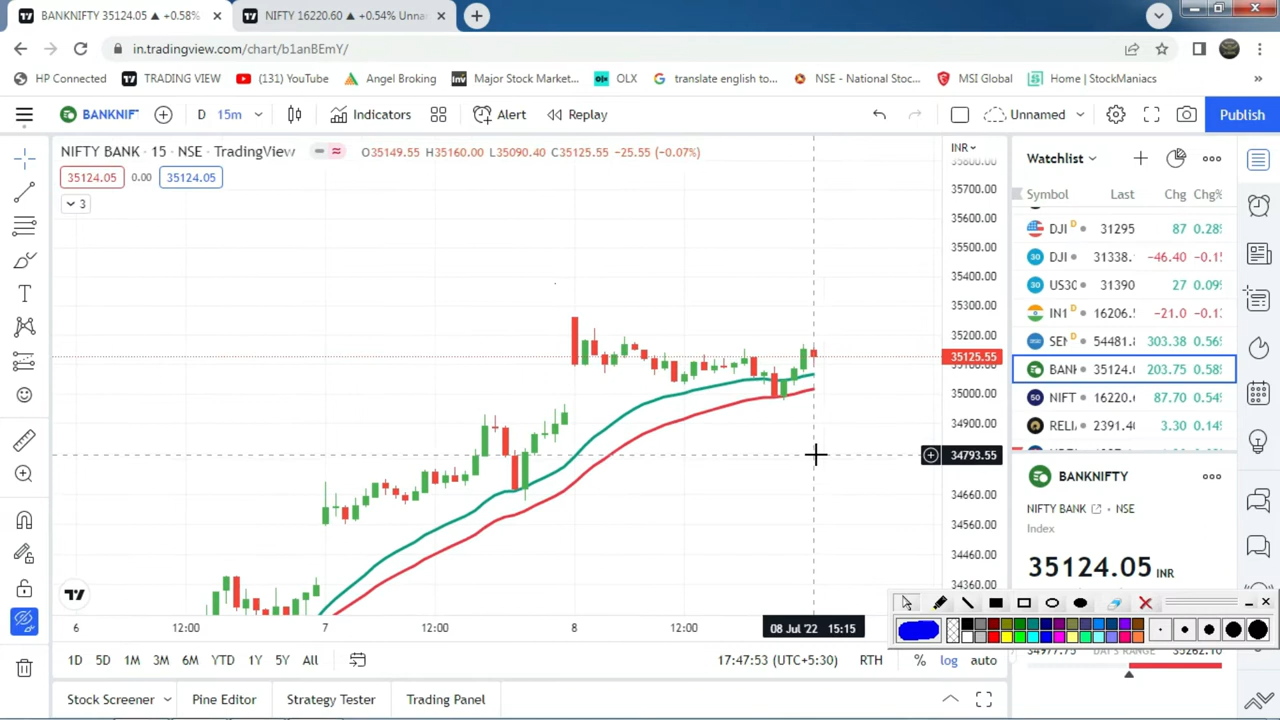 BANKNIFTY 35124.05 ▲ +0.58%
NIFTY 16220.60 ▲ +0.54% Unna
in.tradingview.com/chart/b1anBEmY/
HP Connected
TRADING VIEW
(131) YouTube
Angel Broking
Major Stock Market...
OLX
translate english to...
NSE - National Stoc...
MSI Global
Home | StockManiacs
BANKNIF
D
15m
Indicators
Alert
Replay
Unnamed
Publish
NIFTY BANK · 15 · NSE · TradingView
O35149.55 H35160.00 L35090.40 C35125.55 -25.55 (-0.07%)
35124.05
0.00
35124.05
3
INR
35800.00
35700.00
35600.00
35500.00
35400.00
35300.00
35200.00
35125.55
35100.00
35000.00
34900.00
34793.55
34660.00
34560.00
34460.00
34360.00
6
12:00
7
12:00
8
12:00
08 Jul '22 15:15
Watchlist
Symbol Last Chg Chg%
DJI D 31295 87 0.28
DJI 31338. -46.40 -0.1
US30 31390 27 0.09
IN1 D 16206. -21.0 -0.1
SEN 54481. 303.38 0.56
BANK 35124. 203.75 0.58
NIFT 16220. 87.70 0.54
RELI 2391.4 3.30 0.14
BANKNIFTY
NIFTY BANK · NSE
Index
35124.05 INR
34977.75 DAYS RANGE 35262.10
1D 5D 1M 3M 6M YTD 1Y 5Y All
17:47:53 (UTC+5:30)
RTH
%
log
auto
Stock Screener
Pine Editor
Strategy Tester
Trading Panel